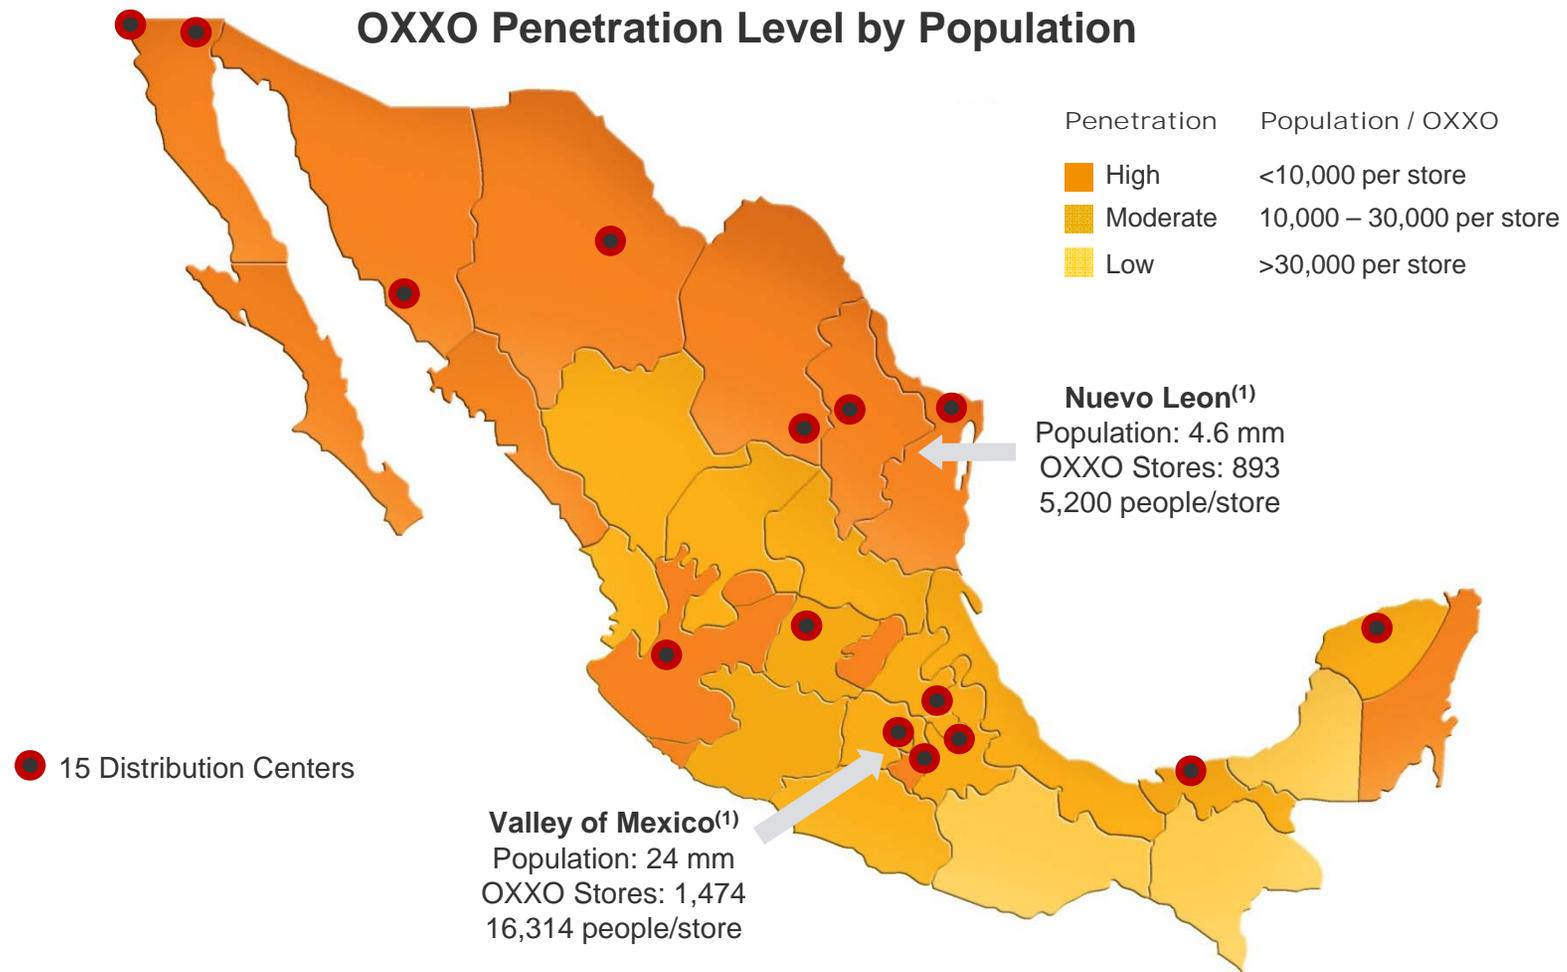 OXXO Penetration Level by Population
Penetration Population / OXXO
High <10,000 per store
Moderate 10,000 – 30,000 per store
Low >30,000 per store
Nuevo Leon(1)
Population: 4.6 mm
OXXO Stores: 893
5,200 people/store
15 Distribution Centers
Valley of Mexico(1)
Population: 24 mm
OXXO Stores: 1,474
16,314 people/store